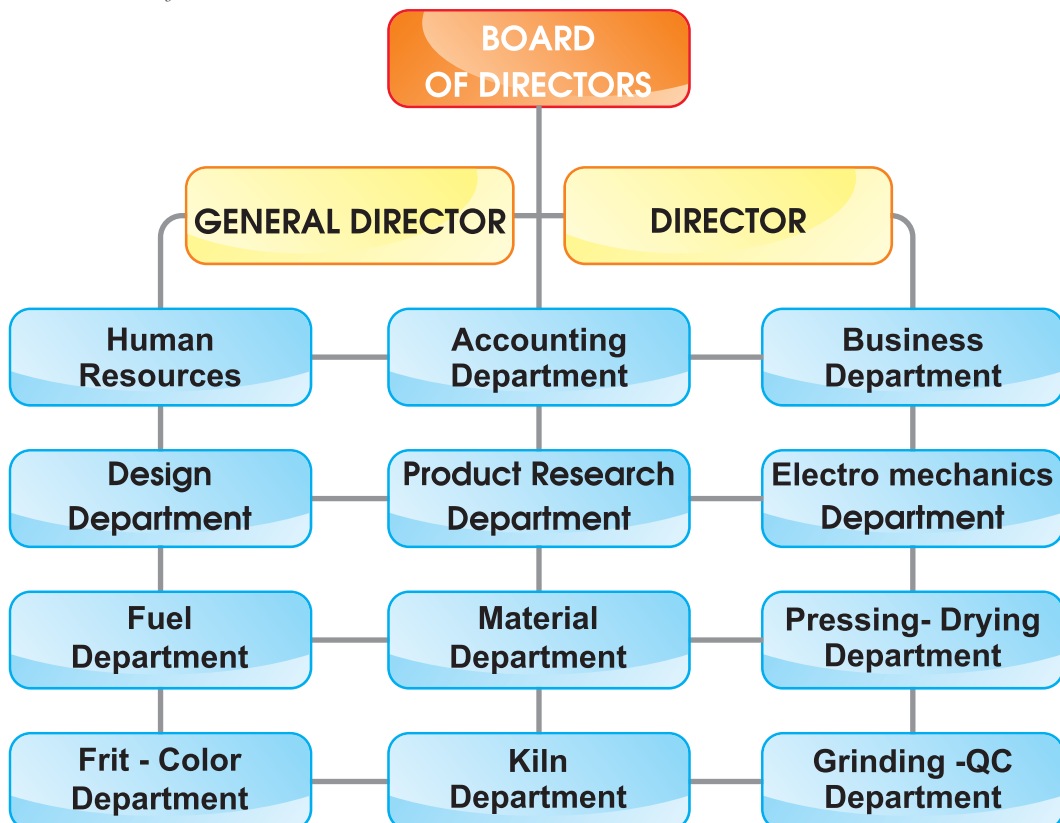 BOARD
OF DIRECTORS
GENERAL DIRECTOR
DIRECTOR
Human
Resources
Accounting
Department
Business
Department
Design
Department
Product Research
Department
Electro mechanics
Department
Fuel
Department
Material
Department
Pressing- Drying
Department
Frit - Color
Department
Kiln
Department
Grinding -QC
Department